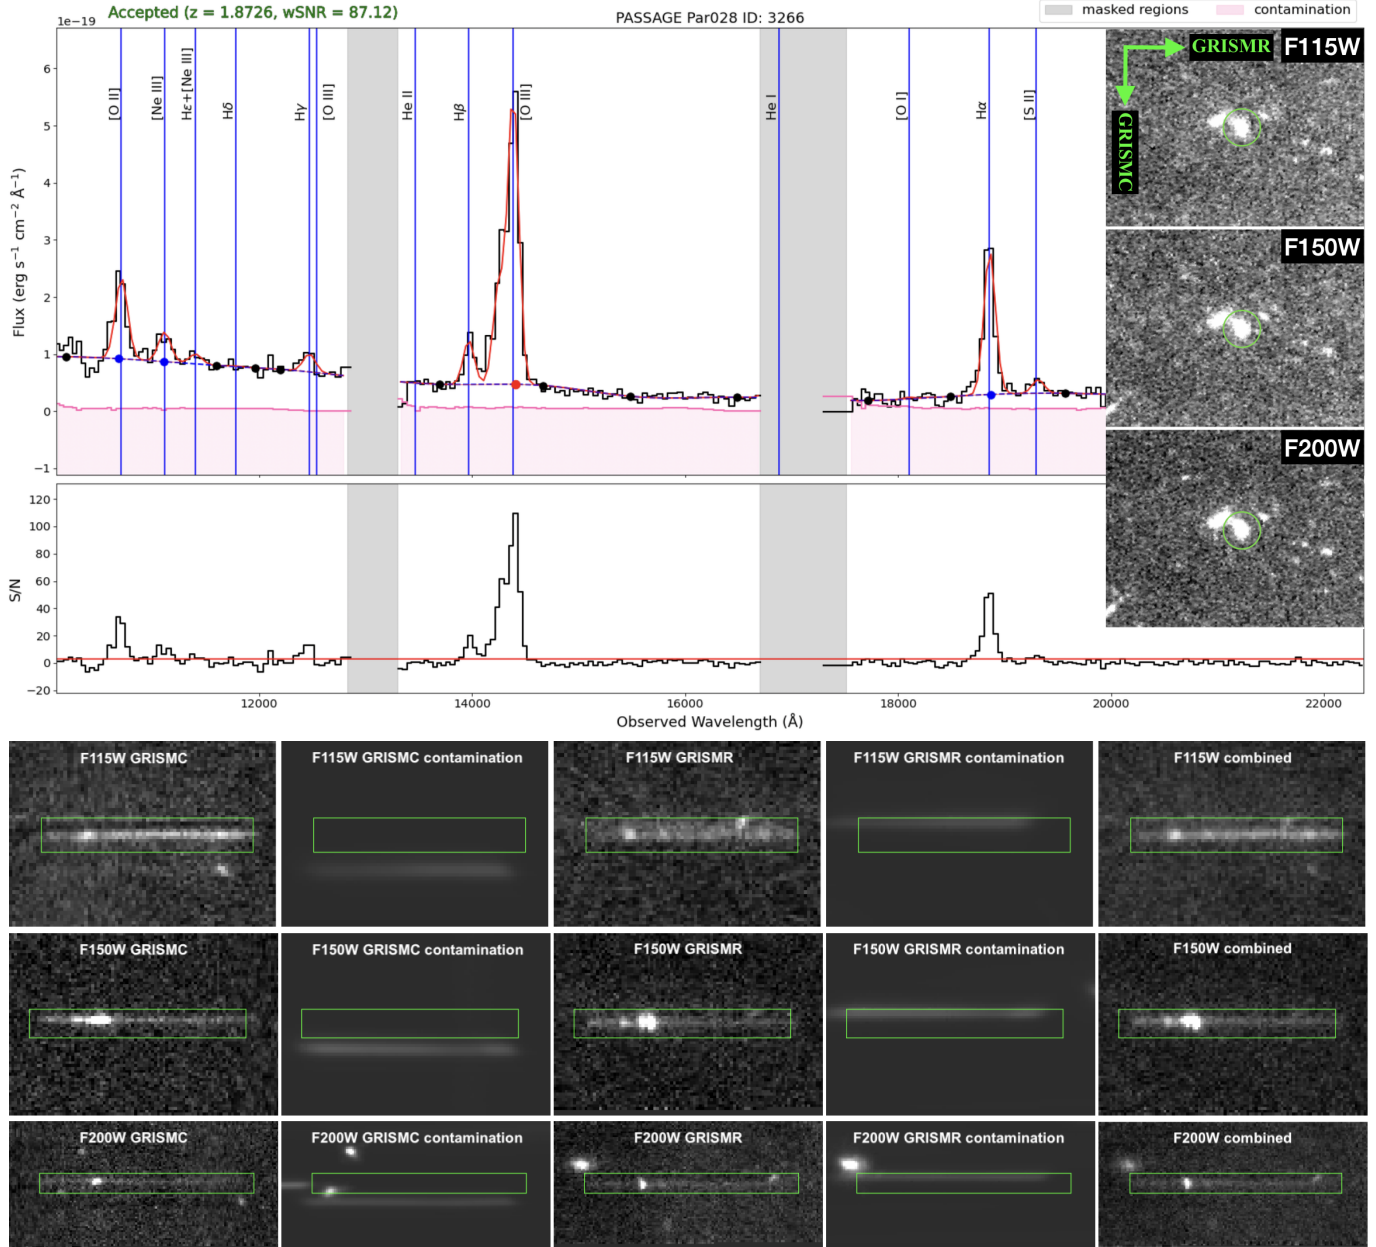 Accepted (z = 1.8726, wSNR = 87.12)
PASSAGE Par028 ID: 3266
masked regions
contamination
1e−19
Flux (erg s⁻¹ cm⁻² Å⁻¹)
6
5
4
3
2
1
0
−1
[O II]
[Ne III]
Hε+[Ne III]
Hδ
Hγ
[O III]
He II
Hβ
[O III]
He I
[O I]
Hα
[S II]
GRISMR
GRISMC
F115W
F150W
F200W
S/N
120
100
80
60
40
20
0
−20
12000
14000
16000
18000
20000
22000
Observed Wavelength (Å)
F115W GRISMC
F115W GRISMC contamination
F115W GRISMR
F115W GRISMR contamination
F115W combined
F150W GRISMC
F150W GRISMC contamination
F150W GRISMR
F150W GRISMR contamination
F150W combined
F200W GRISMC
F200W GRISMC contamination
F200W GRISMR
F200W GRISMR contamination
F200W combined